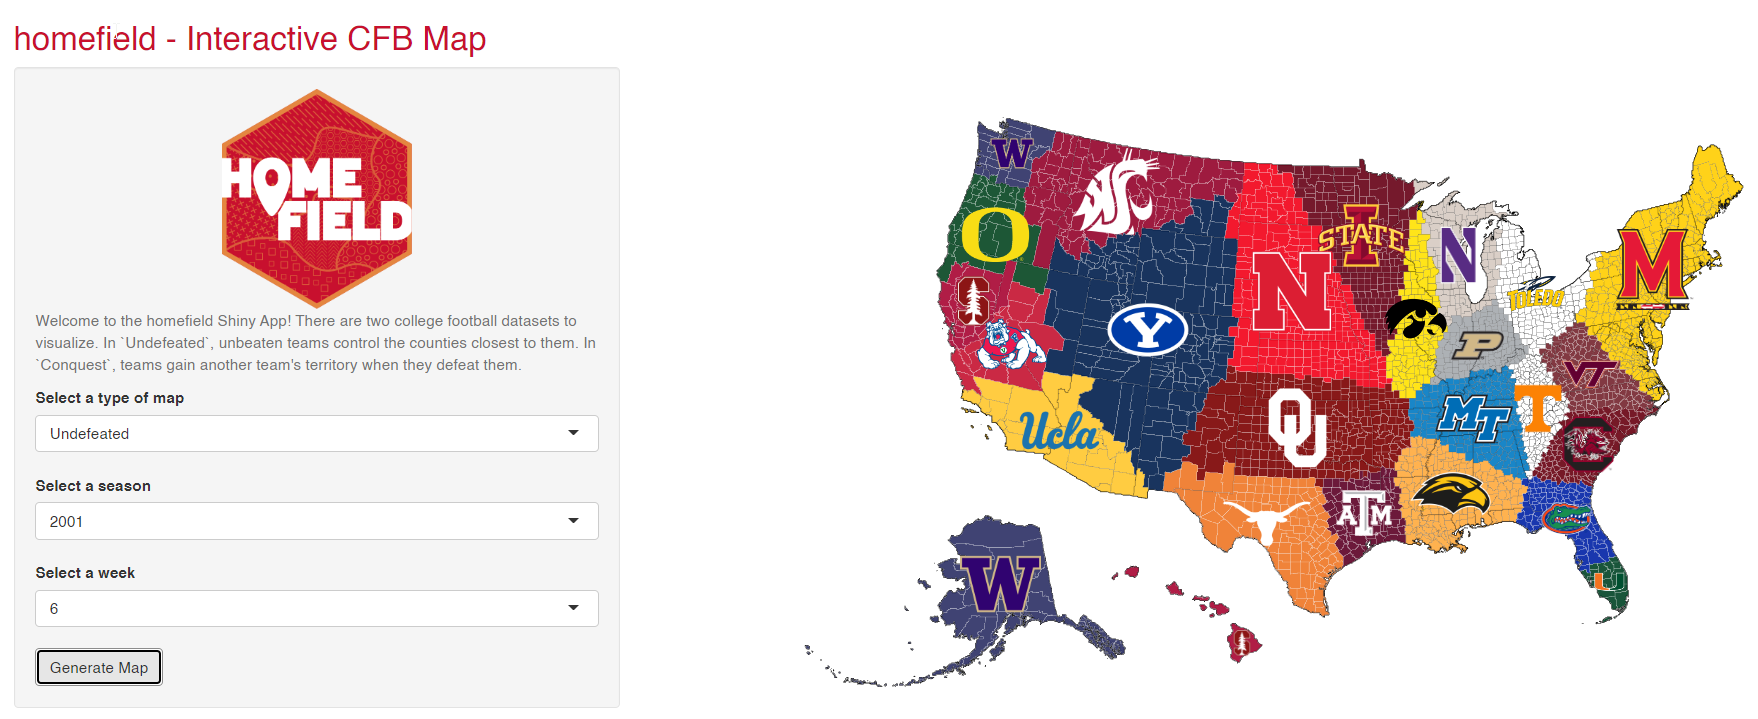 homefield - Interactive CFB Map
HOME
FIELD
Welcome to the homefield Shiny App! There are two college football datasets to
visualize. In `Undefeated`, unbeaten teams control the counties closest to them. In
`Conquest`, teams gain another team's territory when they defeat them.
Select a type of map
Undefeated
Select a season
2001
Select a week
6
Generate Map
W
O
S
Ucla
Y
N
STATE
I
N
TOLEDO
M
P
VT
MT
T
C
OU
ATM
U
W
S